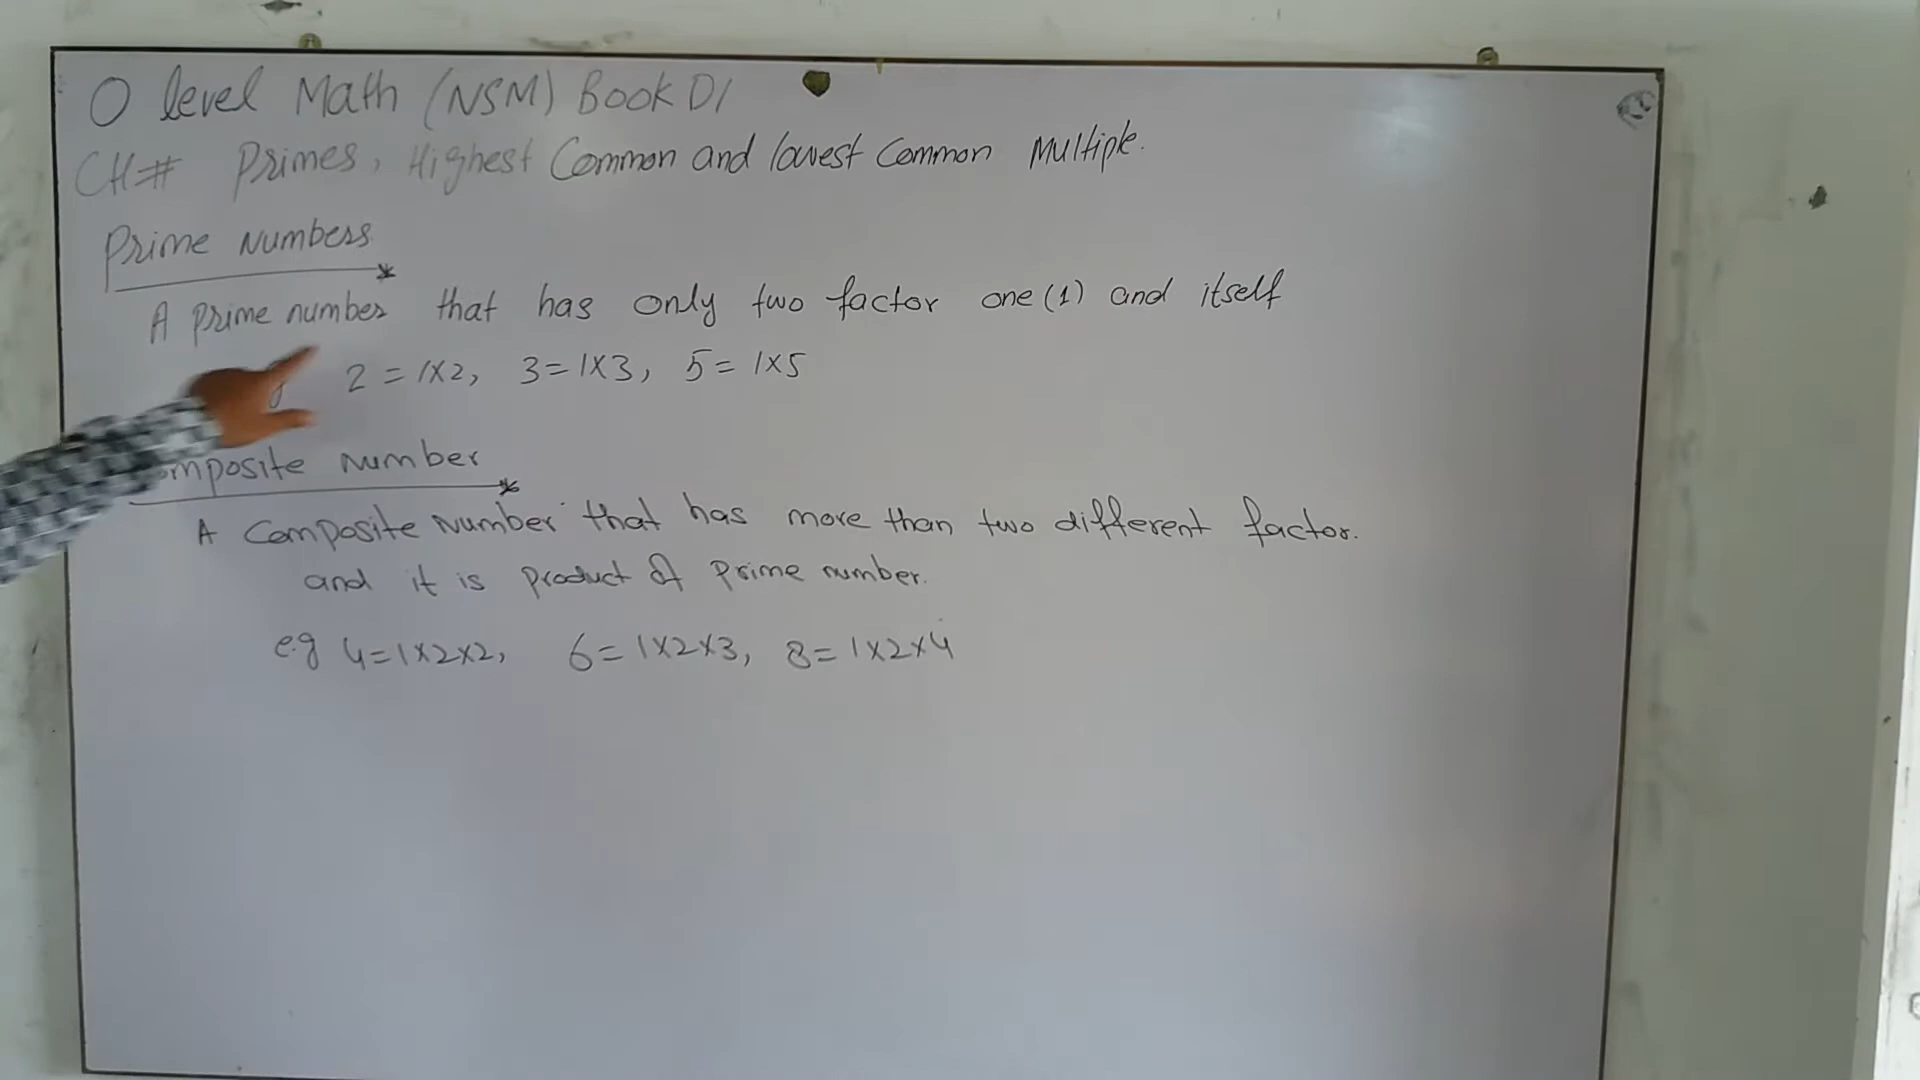 O level Math (NSM) Book D1
CH# Primes, Highest Common and lowest Common Multiple.
Prime Numbers
A prime number that has only two factor one (1) and itself
2 = 1×2, 3 = 1×3, 5 = 1×5
omposite Number
A Composite Number that has more than two different factor.
and it is product of prime number.
e.g 4=1×2×2, 6=1×2×3, 8=1×2×4